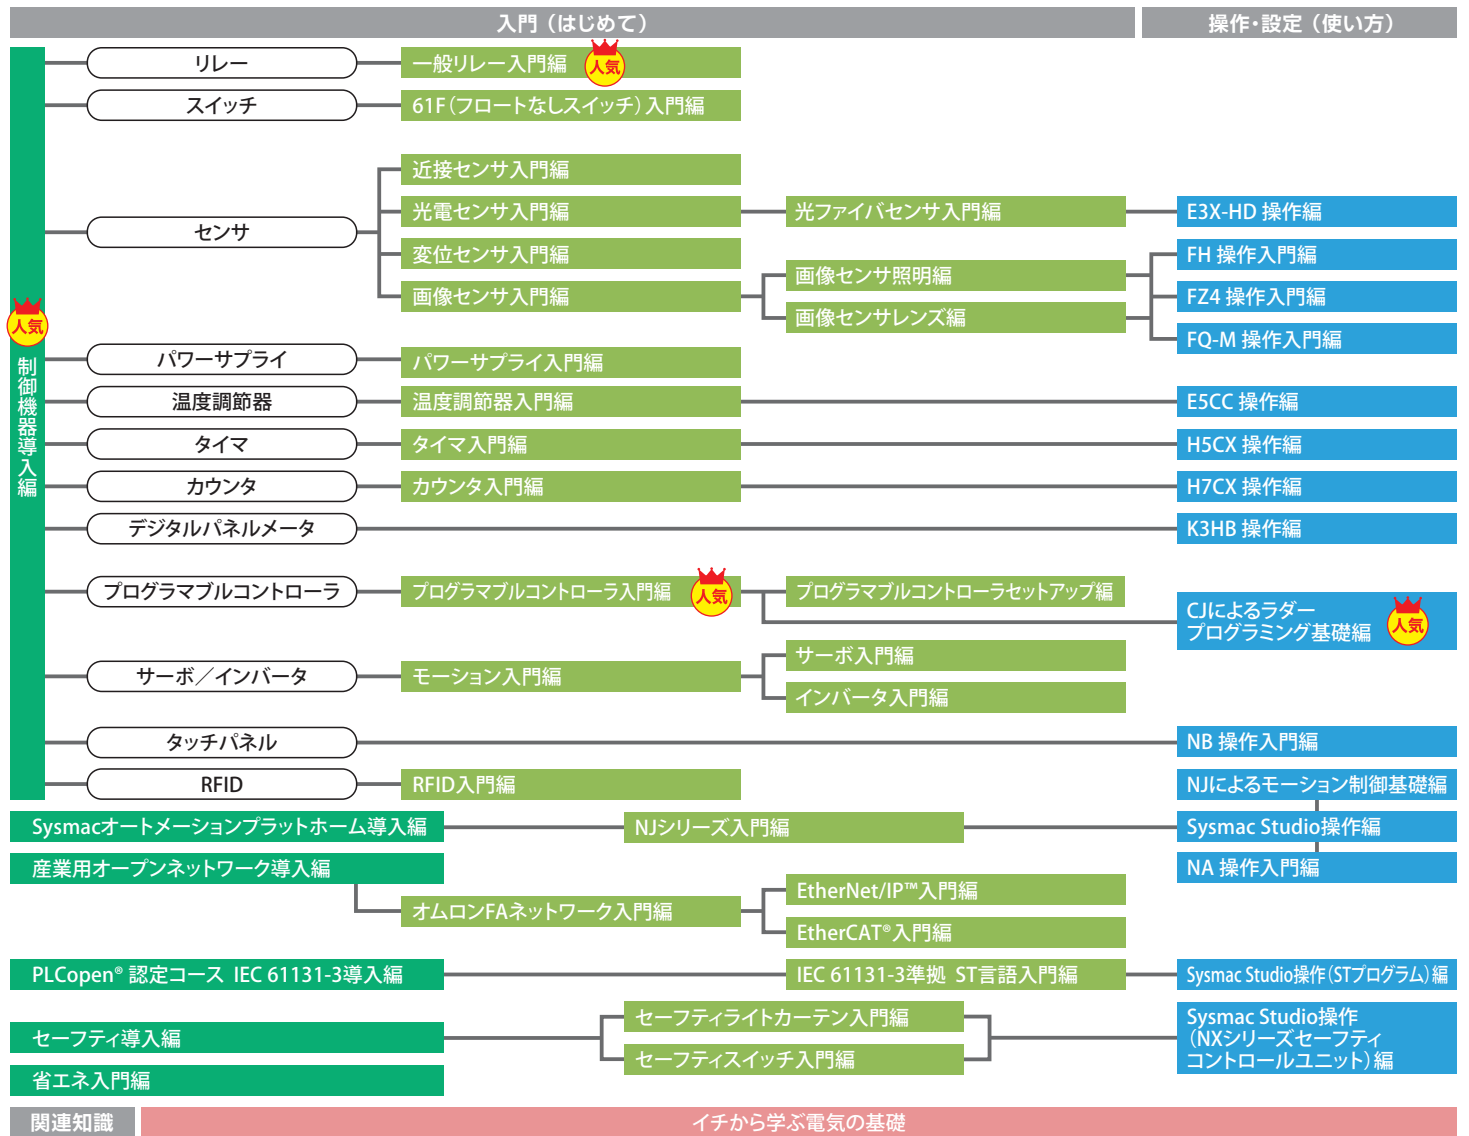 入門（はじめて）
操作・設定（使い方）
リレー
一般リレー入門編
人気
スイッチ
61F（フロートなしスイッチ）入門編
センサ
近接センサ入門編
光電センサ入門編
光ファイバセンサ入門編
E3X-HD 操作編
変位センサ入門編
画像センサ入門編
画像センサ照明編
画像センサレンズ編
FH 操作入門編
FZ4 操作入門編
FQ-M 操作入門編
人気
制御機器導入編
パワーサプライ
パワーサプライ入門編
温度調節器
温度調節器入門編
E5CC 操作編
タイマ
タイマ入門編
H5CX 操作編
カウンタ
カウンタ入門編
H7CX 操作編
デジタルパネルメータ
K3HB 操作編
プログラマブルコントローラ
プログラマブルコントローラ入門編
人気
プログラマブルコントローラセットアップ編
CJによるラダー
プログラミング基礎編
人気
サーボ／インバータ
モーション入門編
サーボ入門編
インバータ入門編
タッチパネル
NB 操作入門編
RFID
RFID入門編
NJによるモーション制御基礎編
Sysmacオートメーションプラットホーム導入編
NJシリーズ入門編
Sysmac Studio操作編
産業用オープンネットワーク導入編
NA 操作入門編
オムロンFAネットワーク入門編
EtherNet/IP™入門編
EtherCAT®入門編
PLCopen® 認定コース IEC 61131-3導入編
IEC 61131-3準拠 ST言語入門編
Sysmac Studio操作（STプログラム）編
セーフティ導入編
セーフティライトカーテン入門編
セーフティスイッチ入門編
Sysmac Studio操作
（NXシリーズセーフティ
コントロールユニット）編
省エネ入門編
関連知識
イチから学ぶ電気の基礎